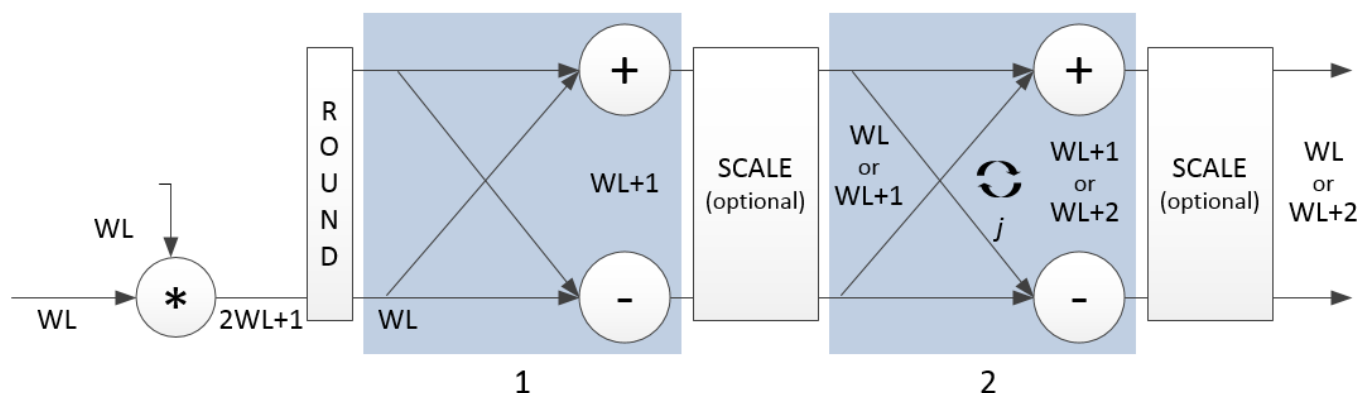 WL
WL
*
2WL+1
ROUND
WL
+
-
WL+1
1
SCALE
(optional)
WL
or
WL+1
j
+
-
WL+1
or
WL+2
2
SCALE
(optional)
WL
or
WL+2